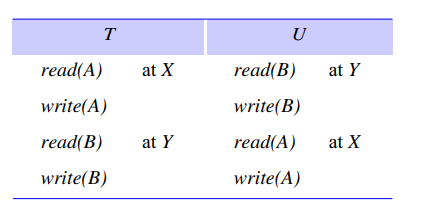 T U
read(A) at X read(B) at Y
write(A) write(B)
read(B) at Y read(A) at X
write(B) write(A)